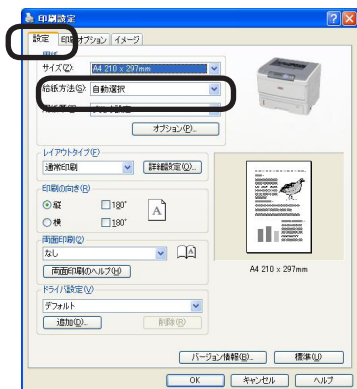 印刷設定
設定 印刷オプション イメージ
用紙
サイズ(Z): A4 210 x 297mm
給紙方法(S): 自動選択
オプション(P)...
レイアウトタイプ(F)
通常印刷 詳細設定(O)...
印刷の向き(R)
縦 180°
横 180°
A
両面印刷(2)
なし
両面印刷のヘルプ(H)
A4 210 x 297mm
ドライバ設定(V)
デフォルト
追加(D)... 削除(R)
バージョン情報(B)... 標準(U)
OK キャンセル ヘルプ